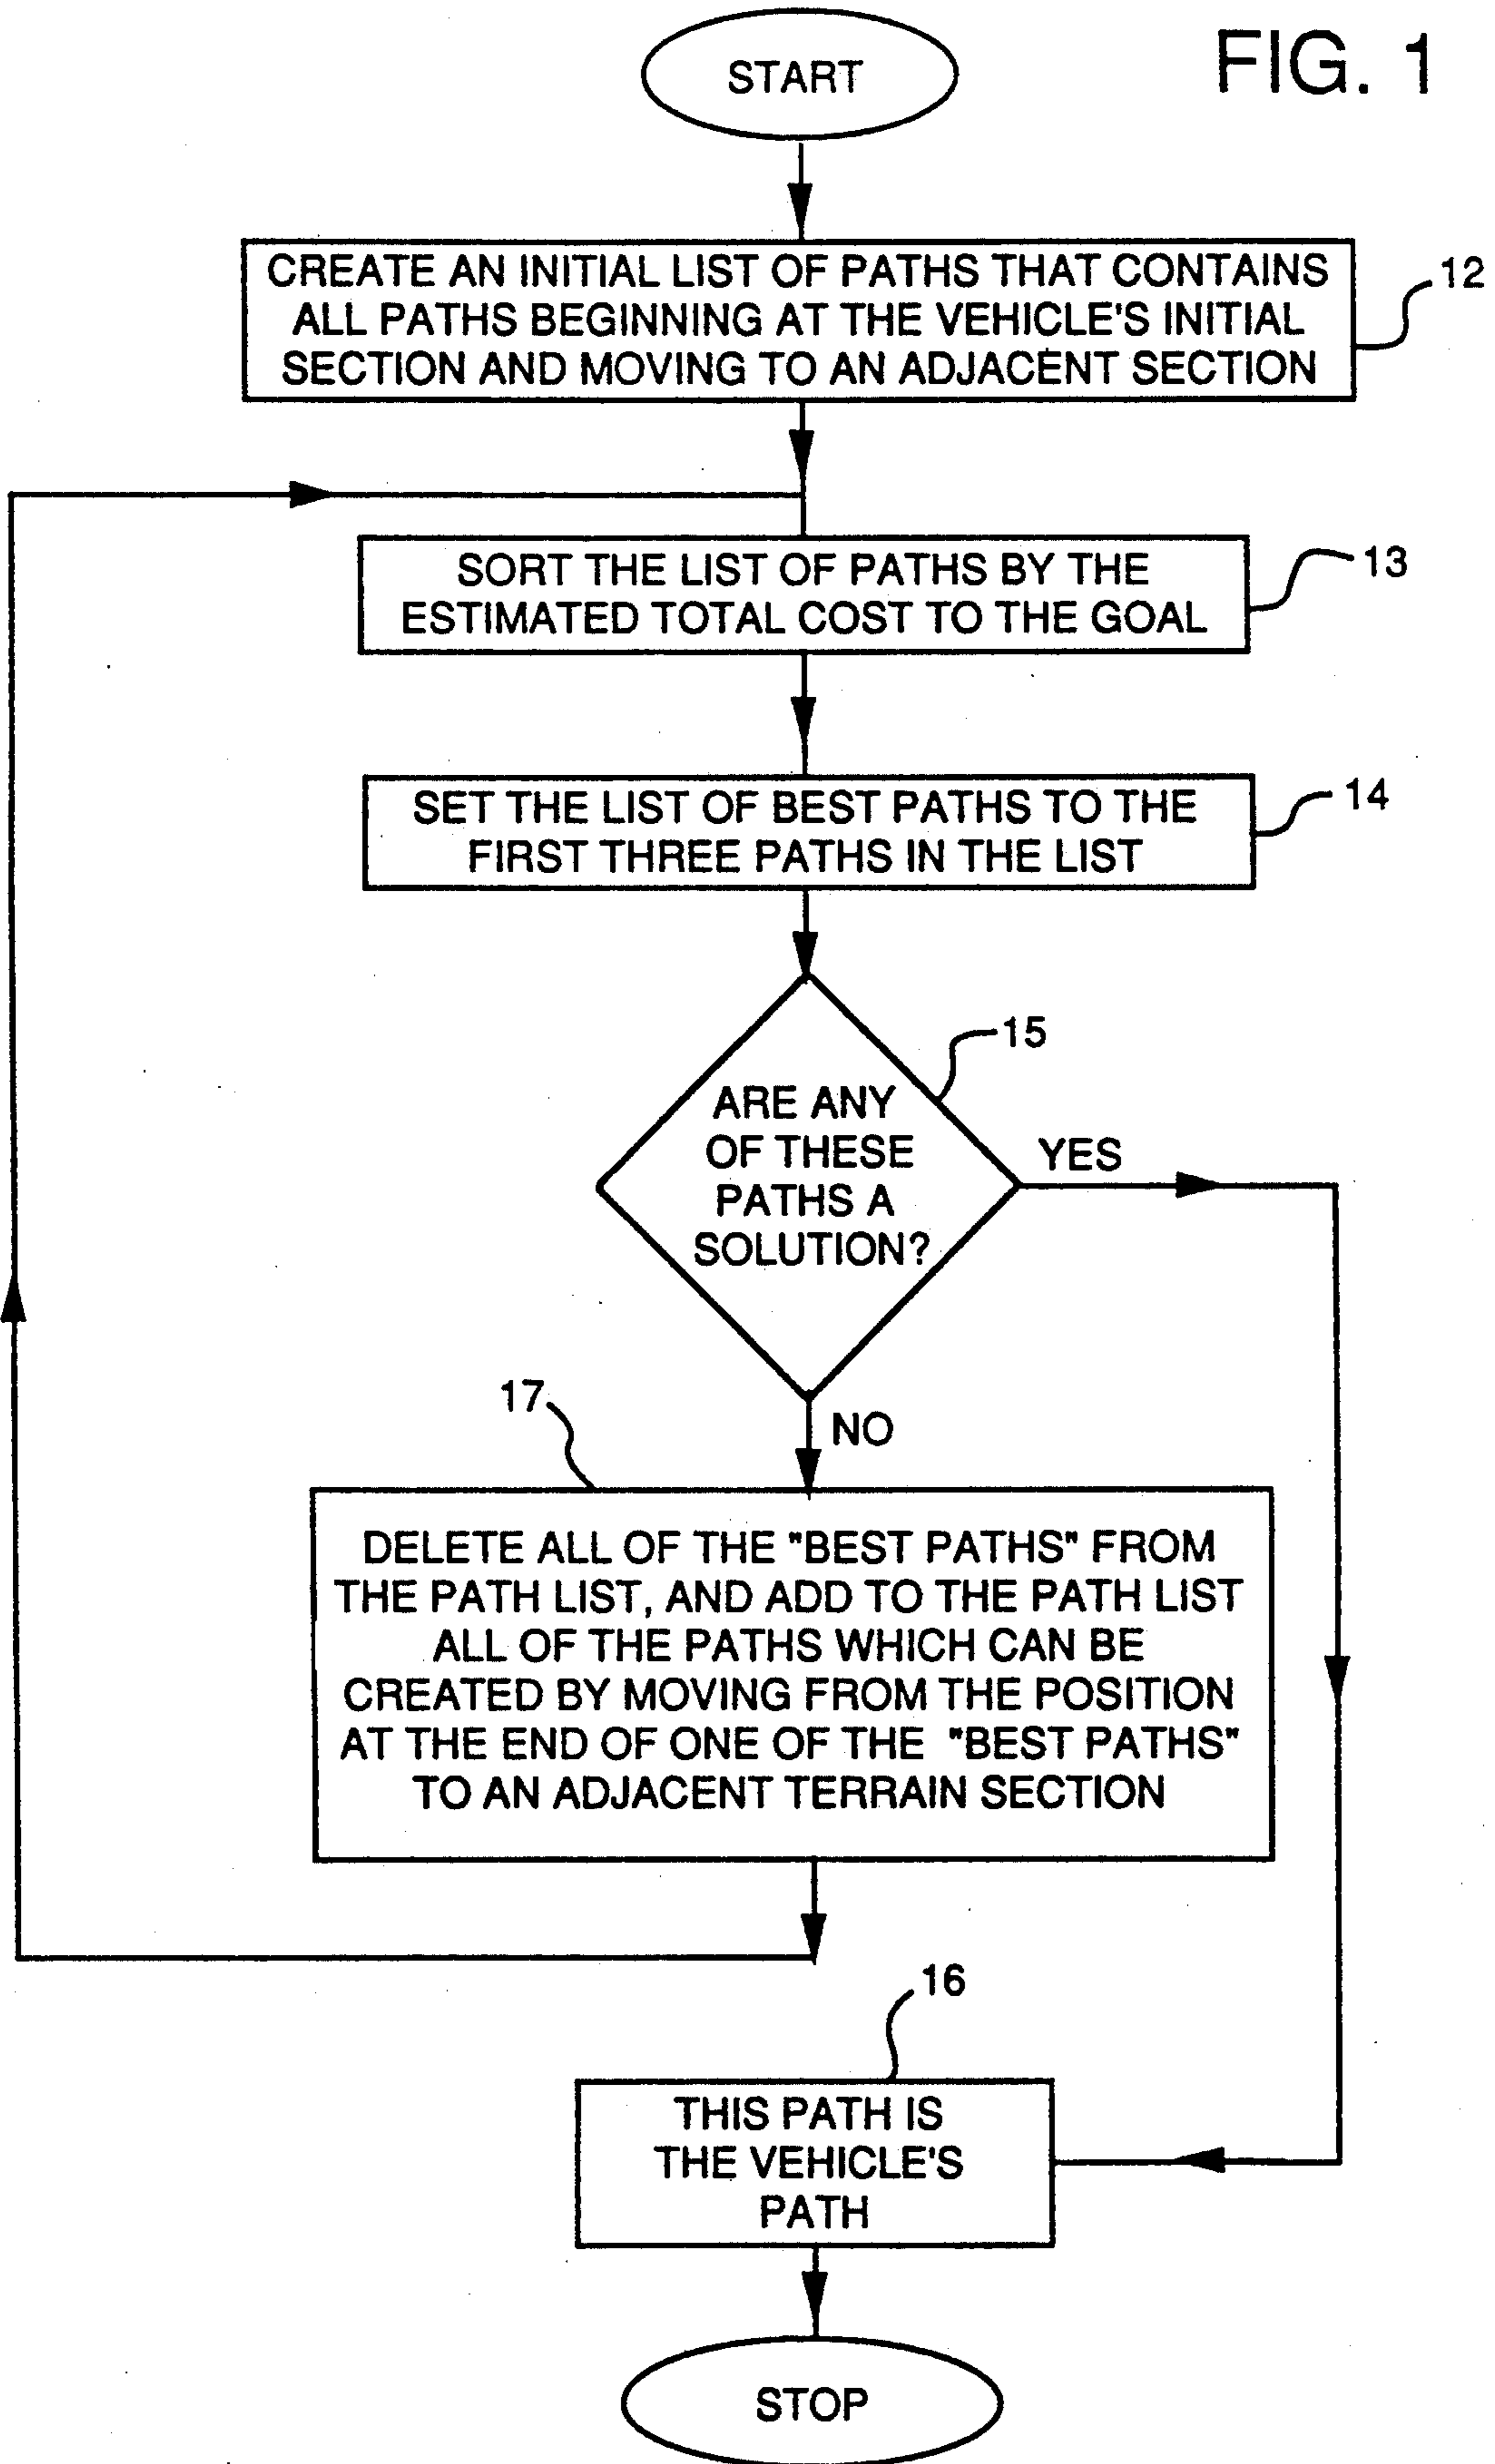 FIG. 1
START
CREATE AN INITIAL LIST OF PATHS THAT CONTAINS
ALL PATHS BEGINNING AT THE VEHICLE'S INITIAL
SECTION AND MOVING TO AN ADJACENT SECTION
12
SORT THE LIST OF PATHS BY THE
ESTIMATED TOTAL COST TO THE GOAL
13
SET THE LIST OF BEST PATHS TO THE
FIRST THREE PATHS IN THE LIST
14
15
ARE ANY
OF THESE
PATHS A
SOLUTION?
YES
NO
17
DELETE ALL OF THE "BEST PATHS" FROM
THE PATH LIST, AND ADD TO THE PATH LIST
ALL OF THE PATHS WHICH CAN BE
CREATED BY MOVING FROM THE POSITION
AT THE END OF ONE OF THE "BEST PATHS"
TO AN ADJACENT TERRAIN SECTION
16
THIS PATH IS
THE VEHICLE'S
PATH
STOP